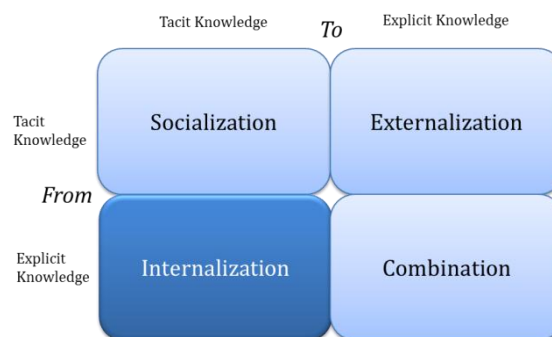 Tacit Knowledge
To
Explicit Knowledge
Tacit
Knowledge
Socialization
Externalization
From
Explicit
Knowledge
Internalization
Combination